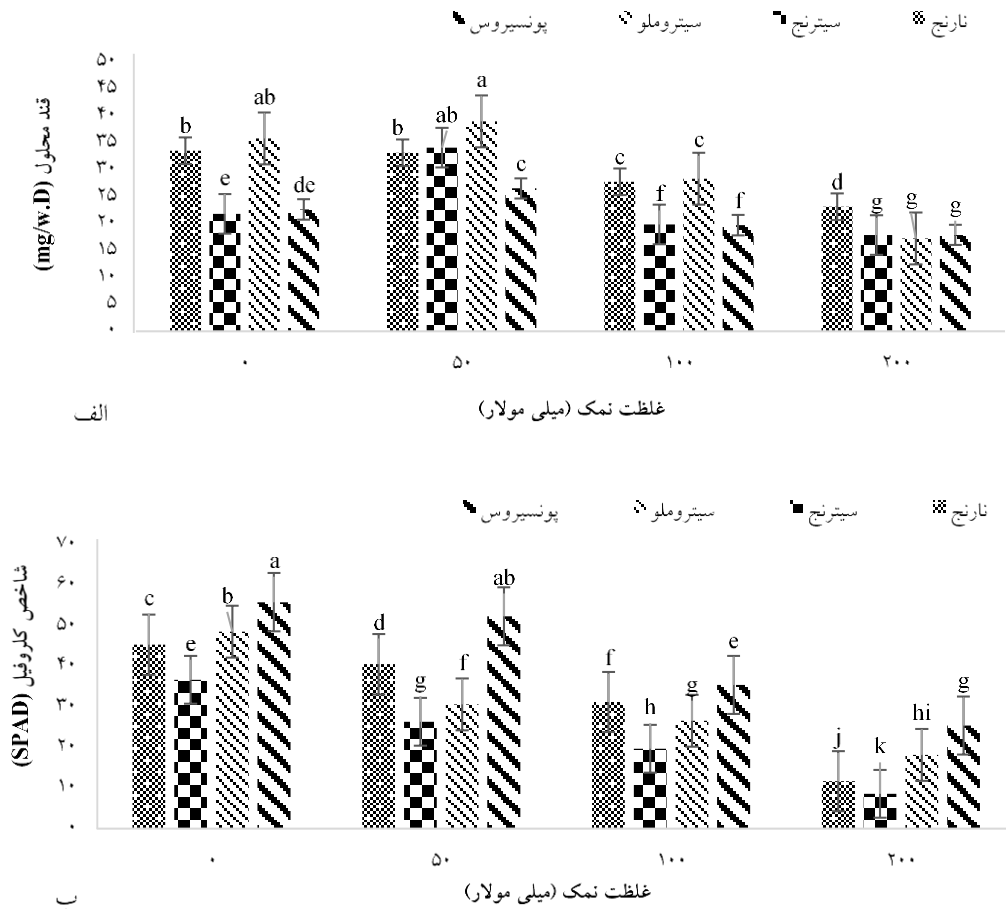 نارنج سیترنج سیتروملو پونسیروس
قند محلول (mg/w.D)
۵۰
۴۵
۴۰
۳۵
۳۰
۲۵
۲۰
۱۵
۱۰
۵
۰
b e ab de b ab a c c f c f d g g g
۰ ۵۰ ۱۰۰ ۲۰۰
غلظت نمک (میلی مولار)
الف
نارنج سیترنج سیتروملو پونسیروس
شاخص کلروفیل (SPAD)
۷۰
۶۰
۵۰
۴۰
۳۰
۲۰
۱۰
۰
c e b a d g f ab f h g e j k hi g
۰ ۵۰ ۱۰۰ ۲۰۰
غلظت نمک (میلی مولار)
ب